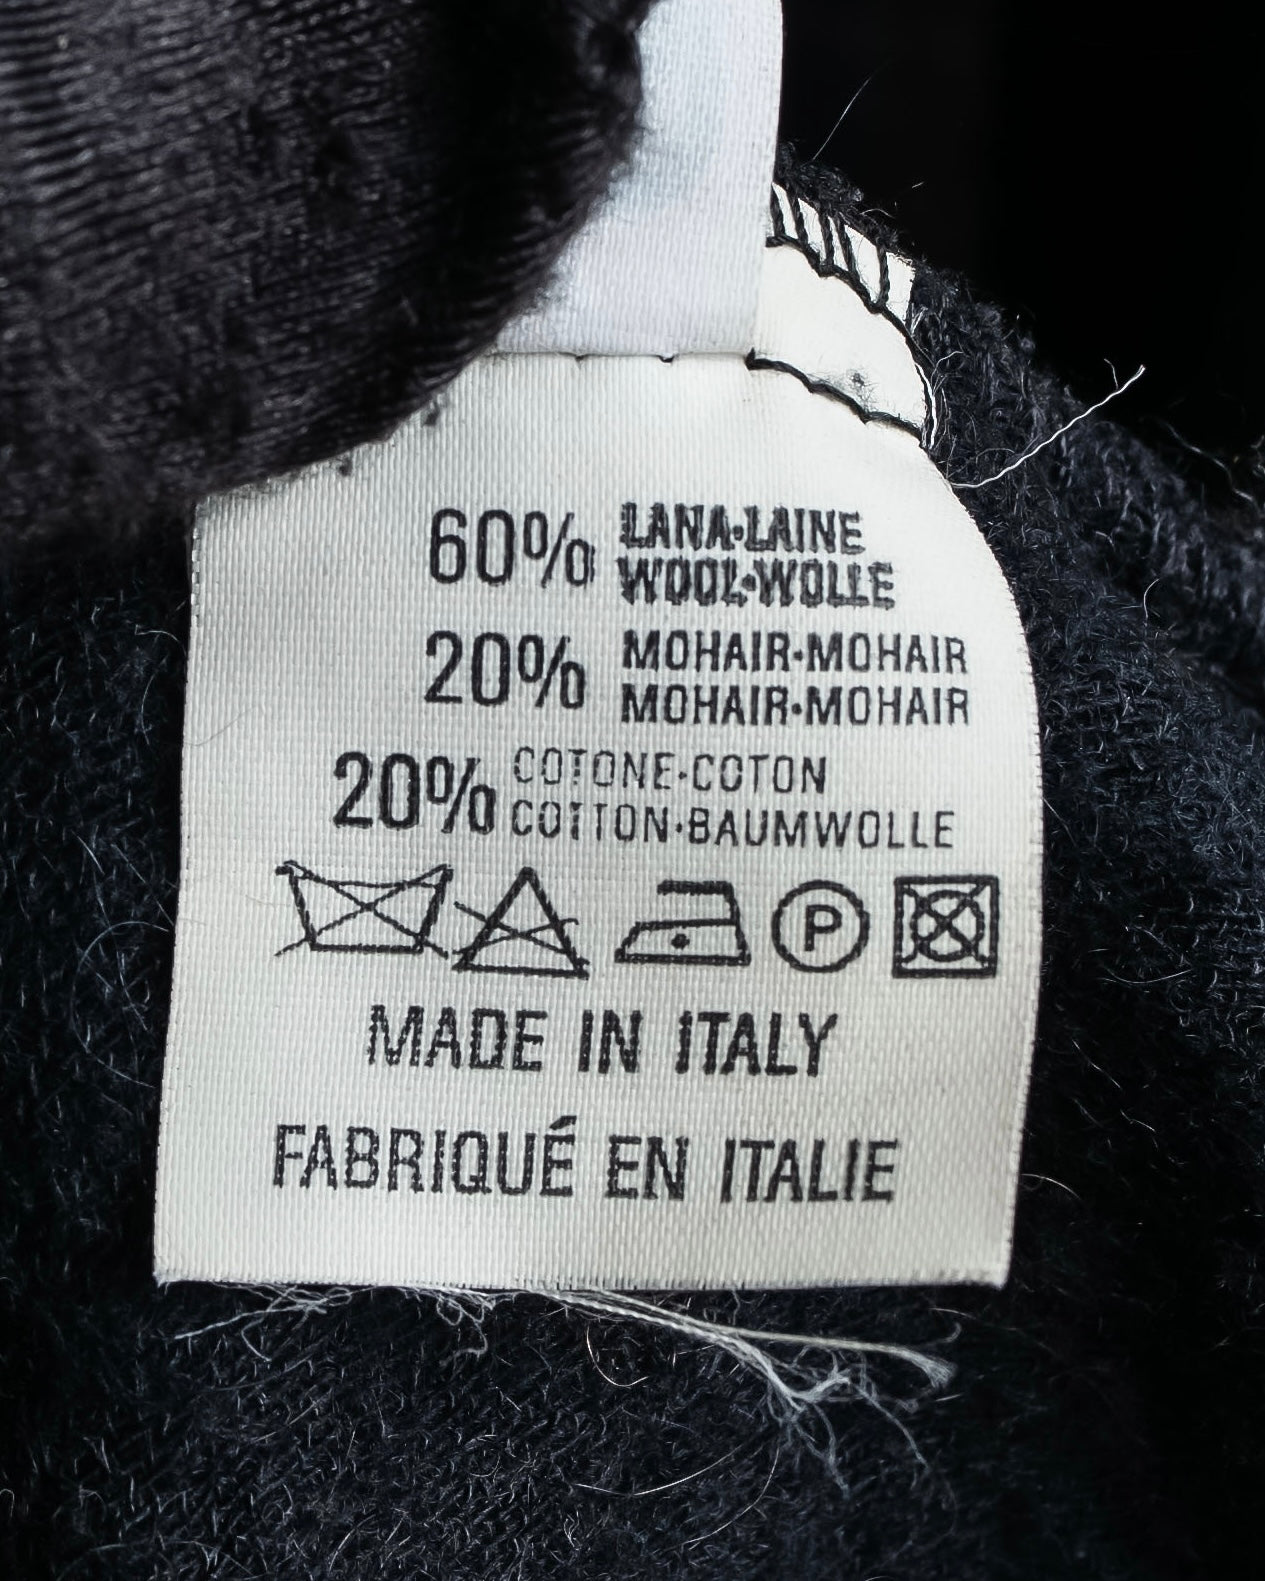 60% LANA•LAINE
WOOL•WOLLE
20% MOHAIR•MOHAIR
MOHAIR•MOHAIR
20% COTONE•COTON
COTTON•BAUMWOLLE
P
MADE IN ITALY
FABRIQUÉ EN ITALIE